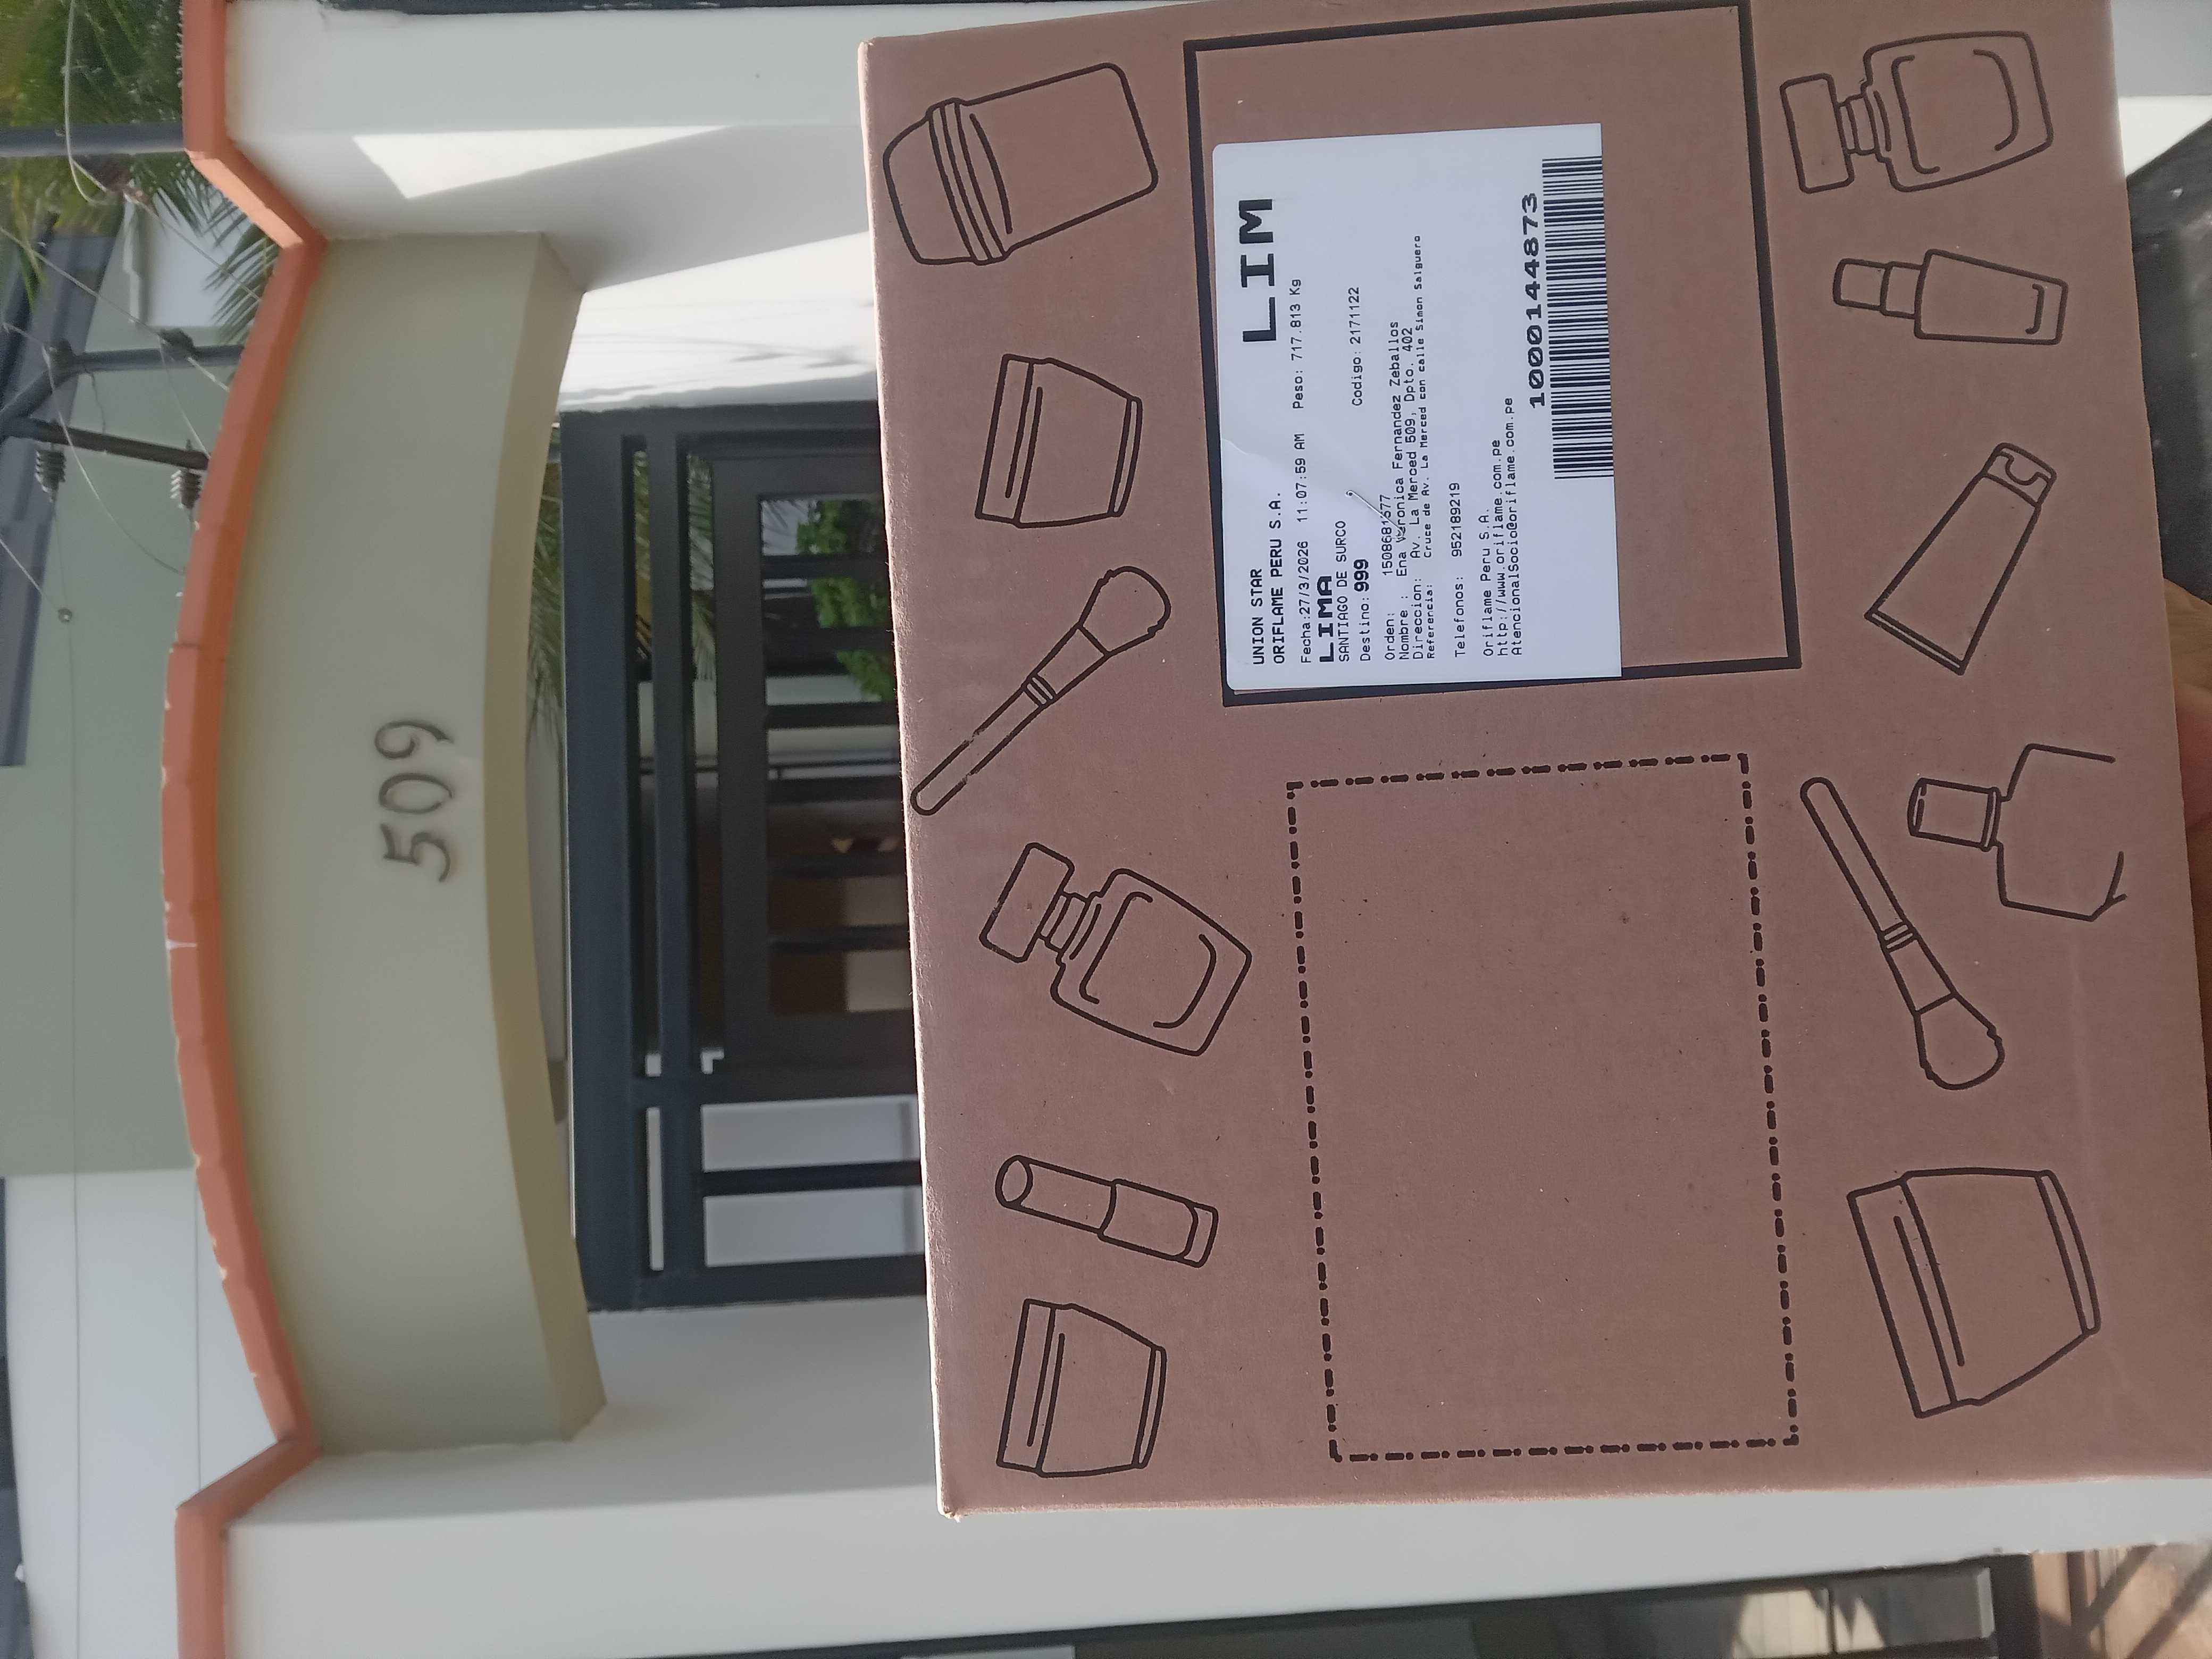 509
UNION STAR
ORIFLAME PERU S.A.
LIM
Fecha:27/3/2026 11:07:59 AM Peso: 717.813 Kg
LIMA
SANTIAGO DE SURCO
Destino: 999 Codigo: 2171122
Orden: 1508681577
Nombre : Ena Veronica Fernandez Zeballos
Direccion: Av. La Merced 509, Dpto. 402
Referencia: Cruce de Av. La Merced con calle Simon Salguero
Telefonos: 952189219
Oriflame Peru S.A.
http://www.oriflame.com.pe
AtencionalSocio@oriflame.com.pe
1000144873